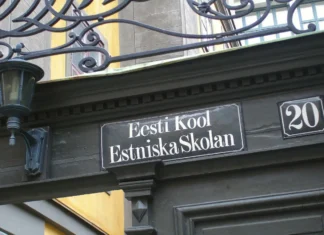 Eesti Kool
Estniska Skolan
20